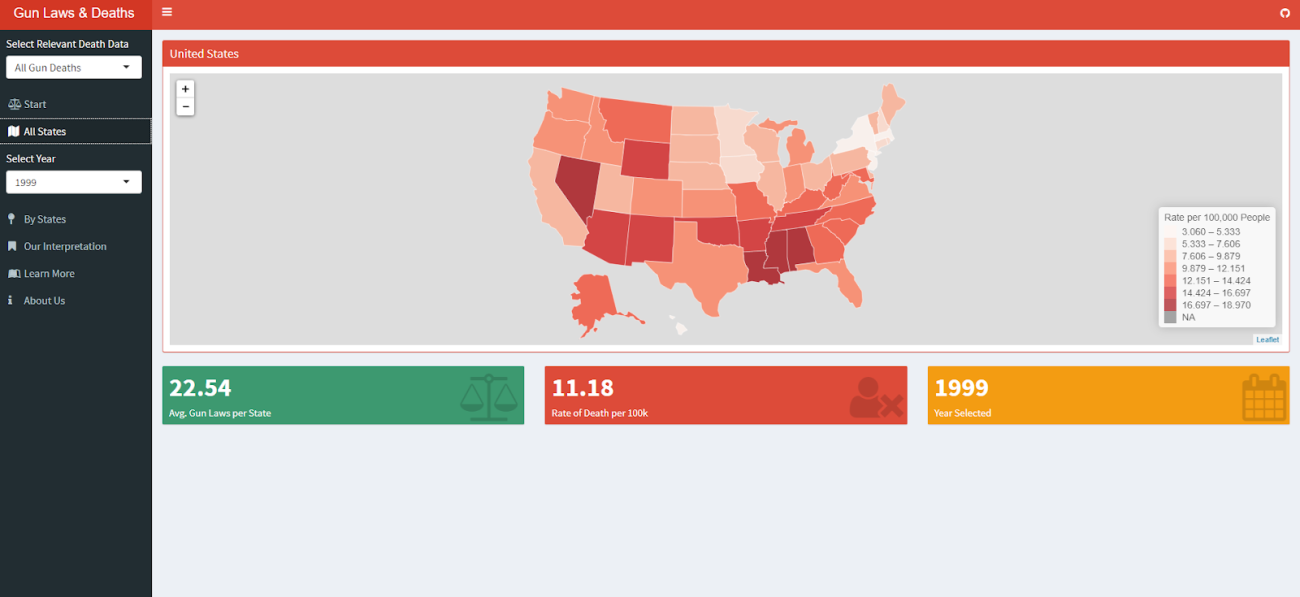 Gun Laws & Deaths
Select Relevant Death Data
All Gun Deaths
Start
All States
Select Year
1999
By States
Our Interpretation
Learn More
About Us
United States
+
−
Rate per 100,000 People
3.060 – 5.333
5.333 – 7.606
7.606 – 9.879
9.879 – 12.151
12.151 – 14.424
14.424 – 16.697
16.697 – 18.970
NA
Leaflet
22.54
Avg. Gun Laws per State
11.18
Rate of Death per 100k
1999
Year Selected